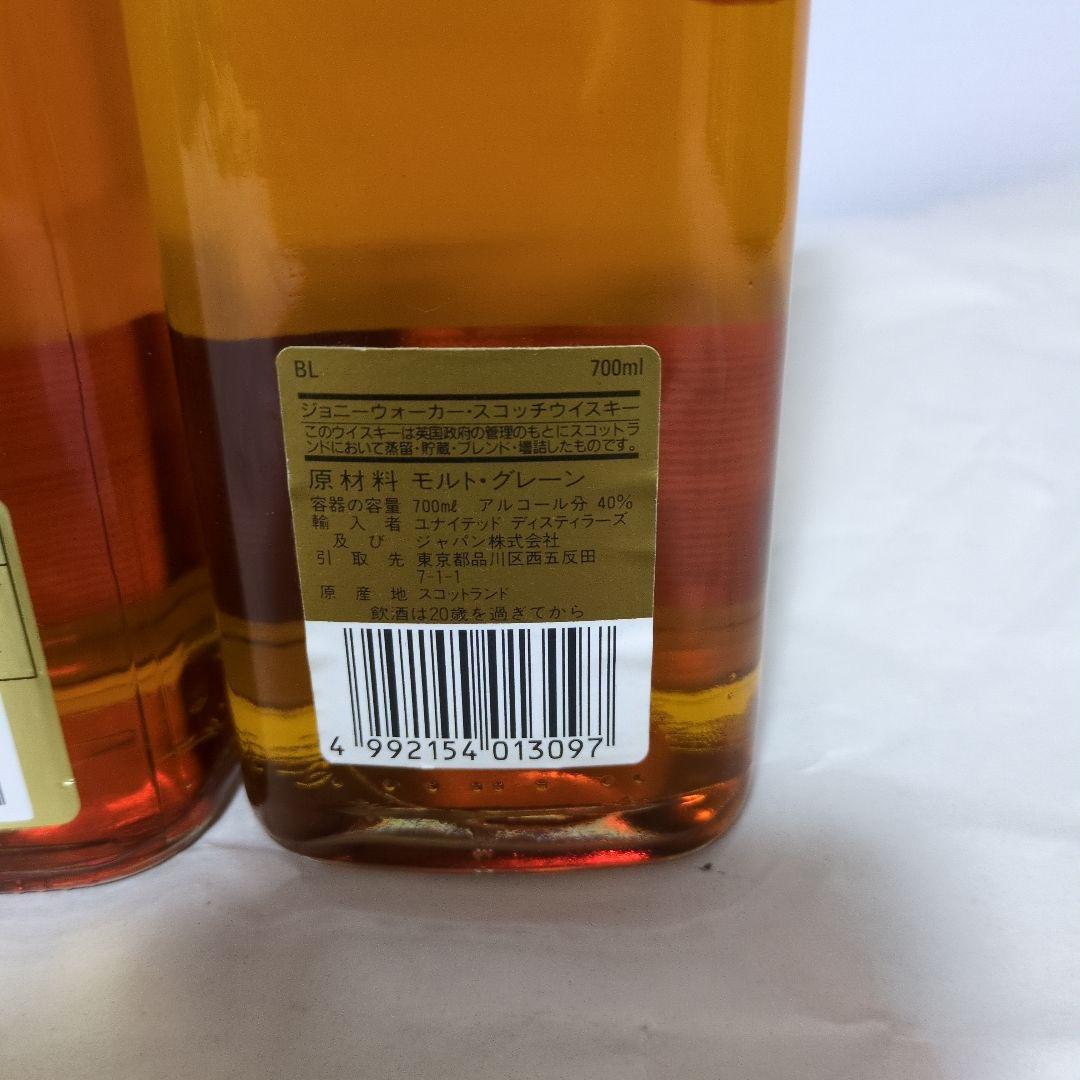 BL 700ml
ジョニーウォーカー・スコッチウイスキー
このウイスキーは英国政府の管理のもとにスコットラ
ンドにおいて蒸留・貯蔵・ブレンド・壜詰したものです。
原材料 モルト・グレーン
容器の容量 700mℓ アルコール分 40%
輸入者 ユナイテッド ディスティラーズ
及び ジャパン株式会社
引取先 東京都品川区西五反田
7-1-1
原産地 スコットランド
飲酒は20歳を過ぎてから
4 992154 013097